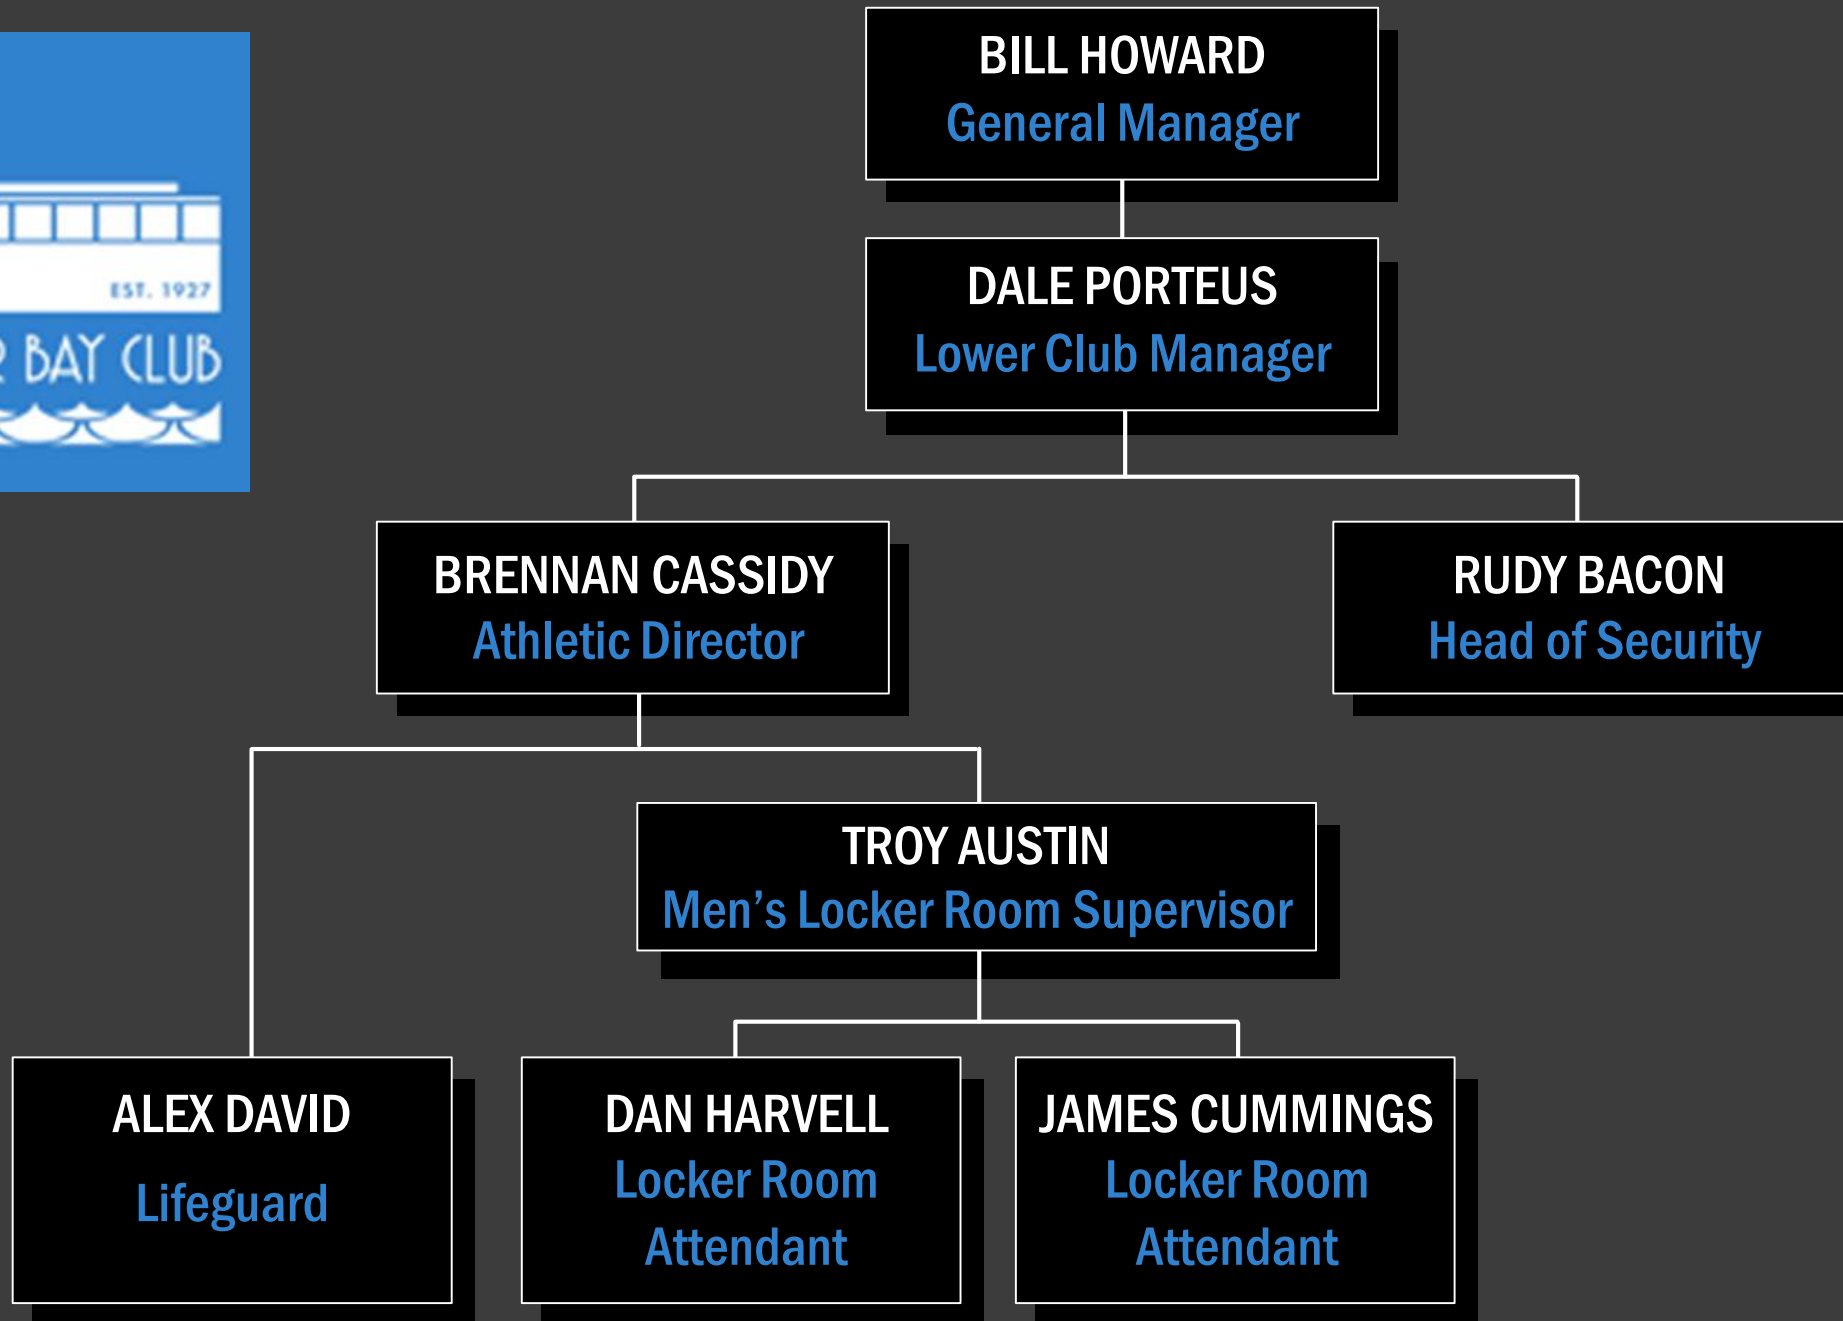 BILL HOWARD
General Manager
EST. 1927
BAY CLUB
DALE PORTEUS
Lower Club Manager
BRENNAN CASSIDY
Athletic Director
RUDY BACON
Head of Security
TROY AUSTIN
Men’s Locker Room Supervisor
ALEX DAVID
Lifeguard
DAN HARVELL
Locker Room
Attendant
JAMES CUMMINGS
Locker Room
Attendant